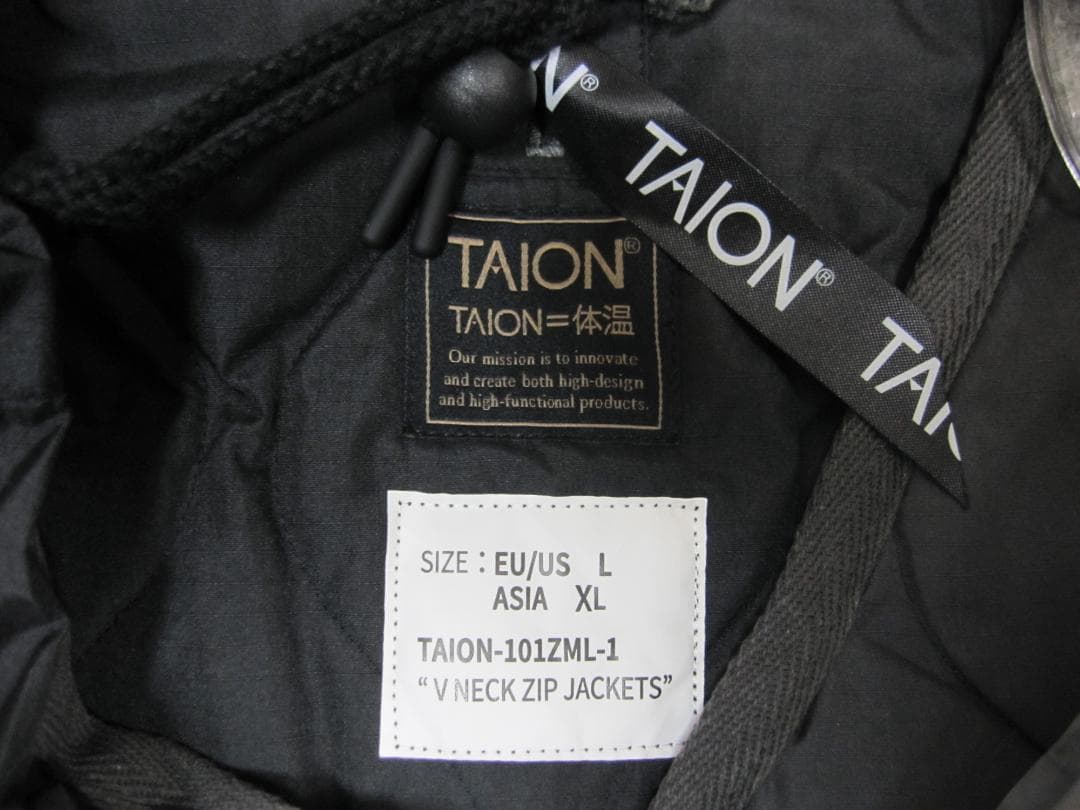 N®
TAION®
TAI
TAION®
TAION=体温
Our mission is to innovate
and create both high-design
and high-functional products.
SIZE : EU/US L
ASIA XL
TAION-101ZML-1
“ V NECK ZIP JACKETS”